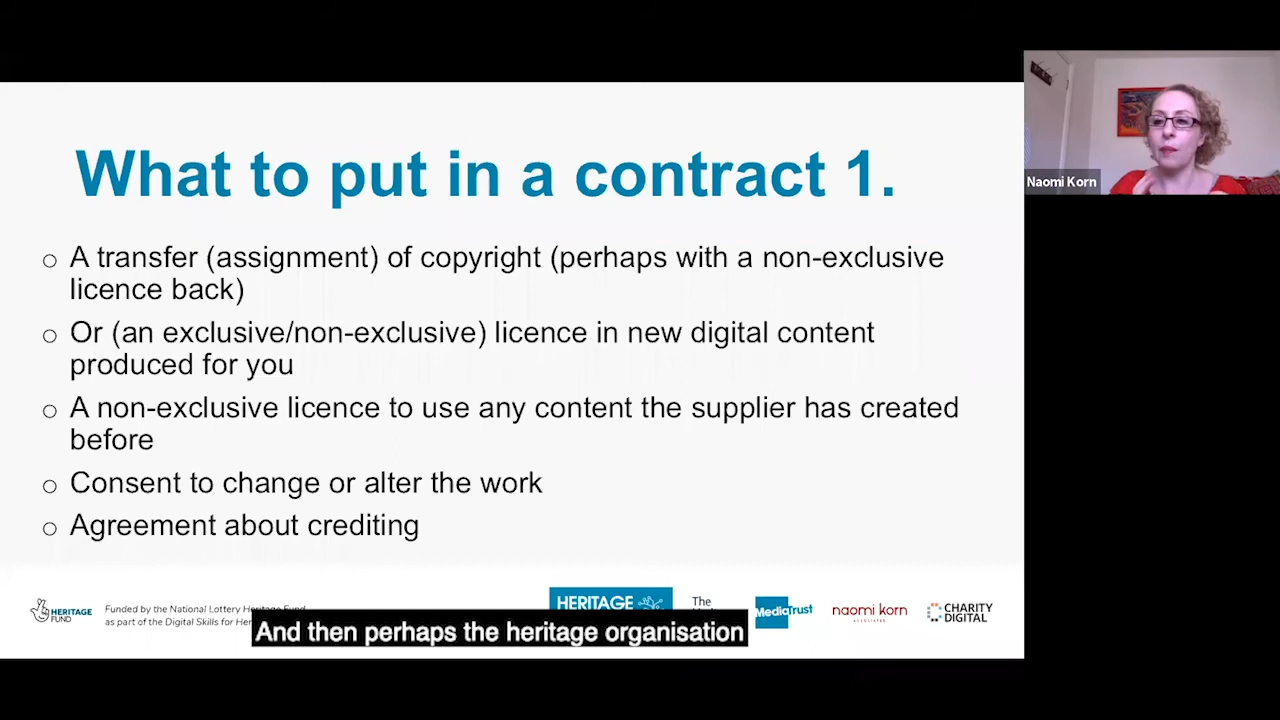 What to put in a contract 1.
Naomi Korn
o A transfer (assignment) of copyright (perhaps with a non-exclusive
licence back)
o Or (an exclusive/non-exclusive) licence in new digital content
produced for you
o A non-exclusive licence to use any content the supplier has created
before
o Consent to change or alter the work
o Agreement about crediting
HERITAGE
FUND
Funded by the National Lottery Heritage Fund
as part of the Digital Skills for
HERITAGE
The
MediaTrust
naomi korn
ASSOCIATES
CHARITY
DIGITAL
And then perhaps the heritage organisation